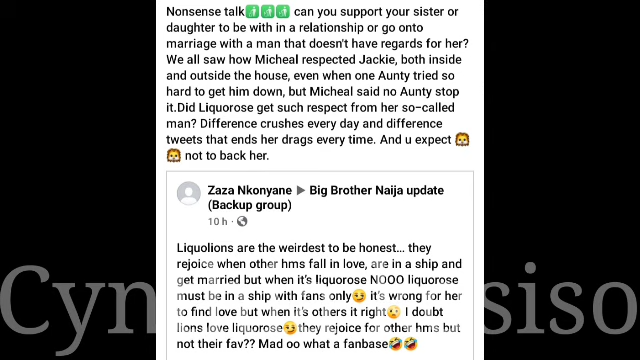 Nonsense talk🚮🚮🚮 can you support your sister or
daughter to be with in a relationship or go onto
marriage with a man that doesn't have regards for her?
We all saw how Micheal respected Jackie, both inside
and outside the house, even when one Aunty tried so
hard to get him down, but Micheal said no Aunty stop
it.Did Liquorose get such respect from her so-called
man? Difference crushes every day and difference
tweets that ends her drags every time. And u expect 🦁
🦁 not to back her.
Zaza Nkonyane ▶ Big Brother Naija update
(Backup group)
10 h ·
Liquolions are the weirdest to be honest... they
rejoice when other hms fall in love, are in a ship and
get married but when it's liquorose NOOO liquorose
must be in a ship with fans only😏 it's wrong for her
to find love but when it's others it right😳 I doubt
lions love liquorose😏they rejoice for other hms but
not their fav?? Mad oo what a fanbase🤣🤣
Cyn
siso